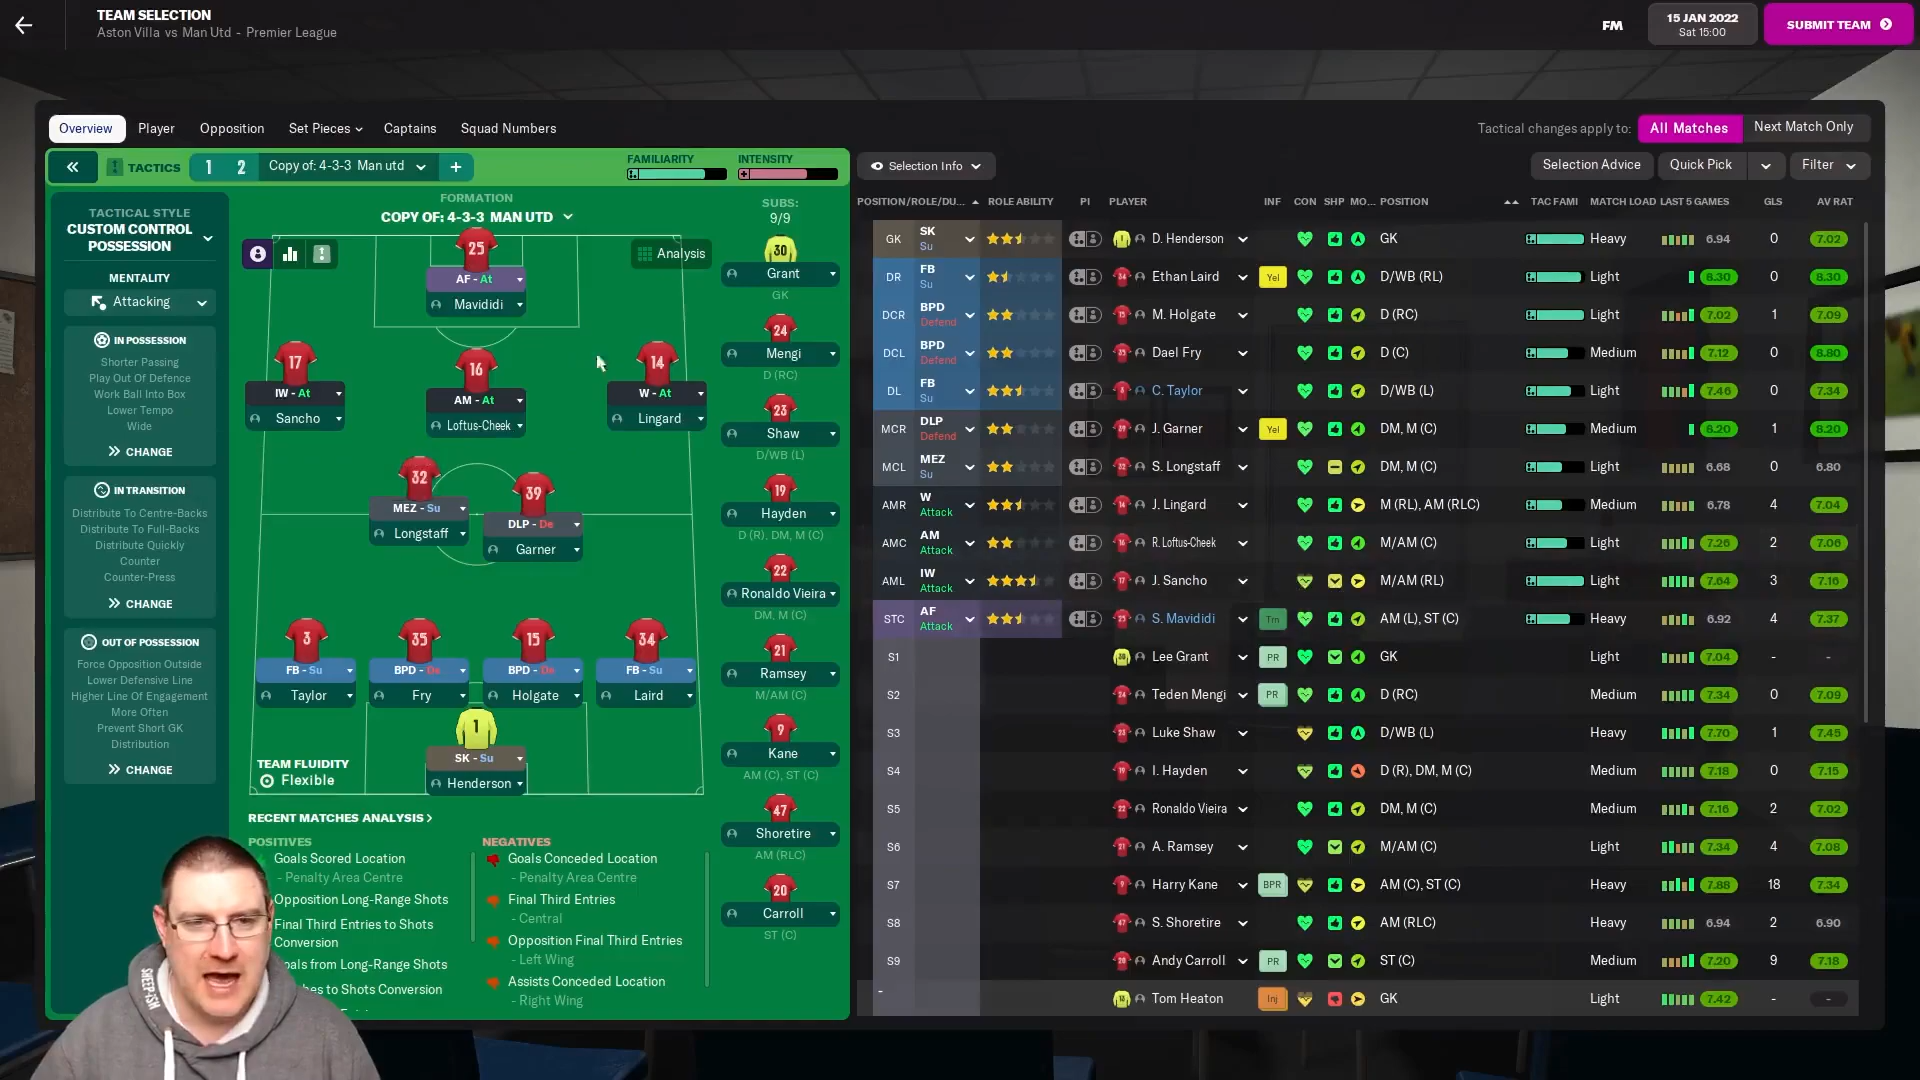 TEAM SELECTION
Aston Villa vs Man Utd - Premier League
FM
15 JAN 2022
Sat 15:00
SUBMIT TEAM
Overview
Player
Opposition
Set Pieces
Captains
Squad Numbers
Tactical changes apply to:
All Matches
Next Match Only
TACTICS
1 2
Copy of: 4-3-3 Man utd
+
FAMILIARITY
INTENSITY
Selection Info
Selection Advice
Quick Pick
Filter
TACTICAL STYLE
CUSTOM CONTROL
POSSESSION
MENTALITY
Attacking
IN POSSESSION
Shorter Passing
Play Out Of Defence
Work Ball Into Box
Lower Tempo
Wide
CHANGE
IN TRANSITION
Distribute To Centre-Backs
Distribute To Full-Backs
Distribute Quickly
Counter
Counter-Press
CHANGE
OUT OF POSSESSION
Force Opposition Outside
Lower Defensive Line
Higher Line Of Engagement
More Often
Prevent Short GK
Distribution
CHANGE
FORMATION
COPY OF: 4-3-3 MAN UTD
Analysis
25
AF - At
Mavididi
17
IW - At
Sancho
16
AM - At
Loftus-Cheek
14
W - At
Lingard
32
MEZ - Su
Longstaff
39
DLP - De
Garner
3
FB - Su
Taylor
35
BPD - De
Fry
15
BPD - De
Holgate
34
FB - Su
Laird
1
SK - Su
Henderson
TEAM FLUIDITY
Flexible
RECENT MATCHES ANALYSIS >
POSITIVES
Goals Scored Location
- Penalty Area Centre
Opposition Long-Range Shots
Final Third Entries to Shots
Conversion
Goals from Long-Range Shots
to Shots Conversion
NEGATIVES
Goals Conceded Location
- Penalty Area Centre
Final Third Entries
- Central
Opposition Final Third Entries
- Left Wing
Assists Conceded Location
- Right Wing
SUBS:
9/9
30
Grant
GK
24
Mengi
D (RC)
23
Shaw
D/WB (L)
19
Hayden
D (R), DM, M (C)
22
Ronaldo Vieira
DM, M (C)
21
Ramsey
M/AM (C)
9
Kane
AM (C), ST (C)
47
Shoretire
AM (RLC)
20
Carroll
ST (C)
POSITION/ROLE/DU... ROLE ABILITY PI PLAYER INF CON SHP MO... POSITION TAC FAMI MATCH LOAD LAST 5 GAMES GLS AV RAT
GK SK Su D. Henderson GK Heavy 6.94 0 7.02
DR FB Su Ethan Laird Yel D/WB (RL) Light 8.30 0 8.30
DCR BPD Defend M. Holgate D (RC) Light 7.02 1 7.09
DCL BPD Defend Dael Fry D (C) Medium 7.12 0 8.80
DL FB Su C. Taylor D/WB (L) Light 7.46 0 7.34
MCR DLP Defend J. Garner Yel DM, M (C) Medium 8.20 1 8.20
MCL MEZ Su S. Longstaff DM, M (C) Light 6.68 0 6.80
AMR W Attack J. Lingard M (RL), AM (RLC) Medium 6.78 4 7.04
AMC AM Attack R. Loftus-Cheek M/AM (C) Light 7.26 2 7.06
AML IW Attack J. Sancho M/AM (RL) Light 7.64 3 7.16
STC AF Attack S. Mavididi Trn AM (L), ST (C) Heavy 6.92 4 7.37
S1 Lee Grant PR GK Light 7.04 - -
S2 Teden Mengi PR D (RC) Medium 7.34 0 7.09
S3 Luke Shaw D/WB (L) Heavy 7.70 1 7.45
S4 I. Hayden D (R), DM, M (C) Medium 7.18 0 7.15
S5 Ronaldo Vieira DM, M (C) Medium 7.16 2 7.02
S6 A. Ramsey M/AM (C) Light 7.34 4 7.08
S7 Harry Kane BPR AM (C), ST (C) Heavy 7.88 18 7.34
S8 S. Shoretire AM (RLC) Heavy 6.94 2 6.90
S9 Andy Carroll PR ST (C) Medium 7.20 9 7.18
- Tom Heaton Inj GK Light 7.42 - -